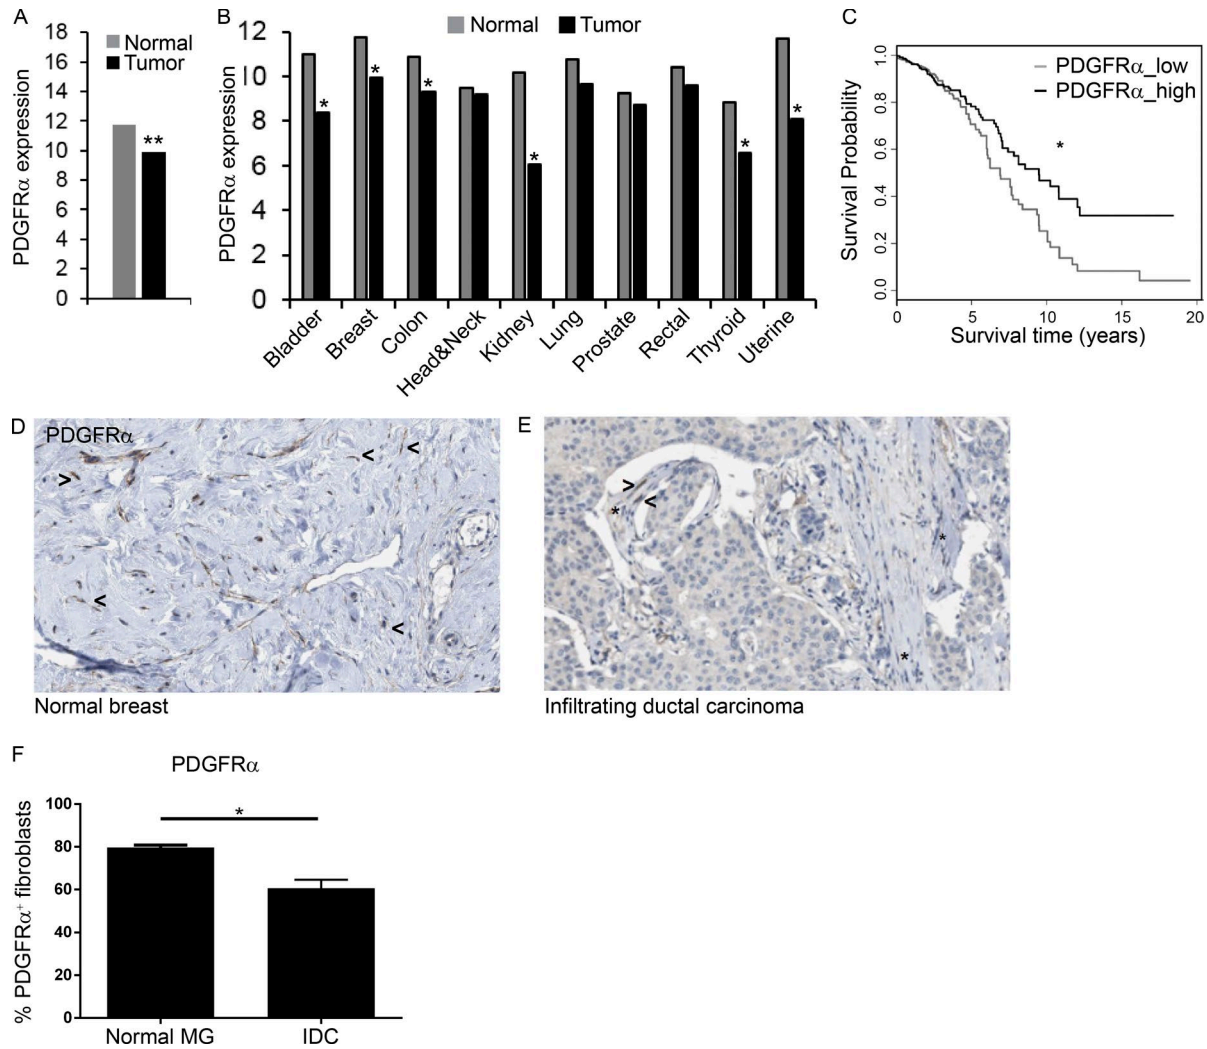 A
PDGFRα expression
18
16
14
12
10
8
6
4
2
0
Normal
Tumor
**
B
PDGFRα expression
12
10
8
6
4
2
0
Normal Tumor
* * * * * *
Bladder
Breast
Colon
Head&Neck
Kidney
Lung
Prostate
Rectal
Thyroid
Uterine
C
Survival Probability
1.0
0.8
0.6
0.4
0.2
0.0
PDGFRα_low
PDGFRα_high
*
0 5 10 15 20
Survival time (years)
D
PDGFRα
> < < < <
Normal breast
E
> <
* * *
Infiltrating ductal carcinoma
F
PDGFRα
% PDGFRα⁺ fibroblasts
100
80
60
40
20
0
*
Normal MG IDC